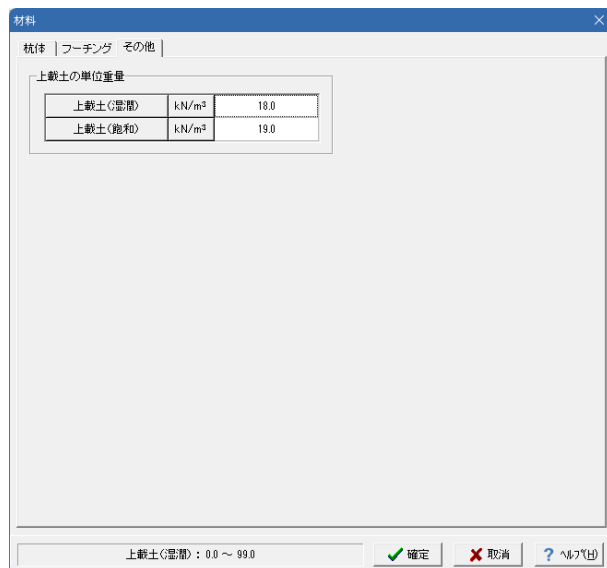 材料
杭体 フーチング その他
上載土の単位重量
上載土(湿潤) kN/m³ 18.0
上載土(飽和) kN/m³ 19.0
上載土(湿潤) : 0.0 ～ 99.0
確定 取消 ? ﾍﾙﾌﾟ(H)